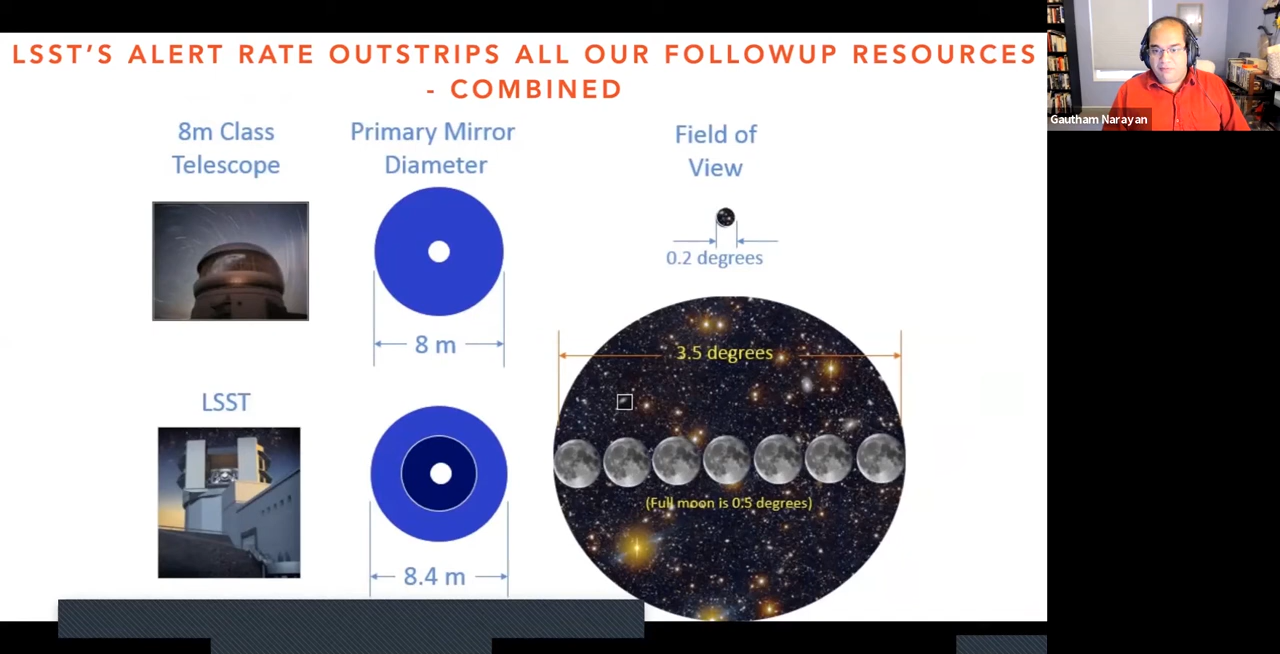 LSST'S ALERT RATE OUTSTRIPS ALL OUR FOLLOWUP RESOURCES
- COMBINED
8m Class
Telescope
Primary Mirror
Diameter
Field of
View
0.2 degrees
8 m
3.5 degrees
LSST
(Full moon is 0.5 degrees)
8.4 m
Gautham Narayan